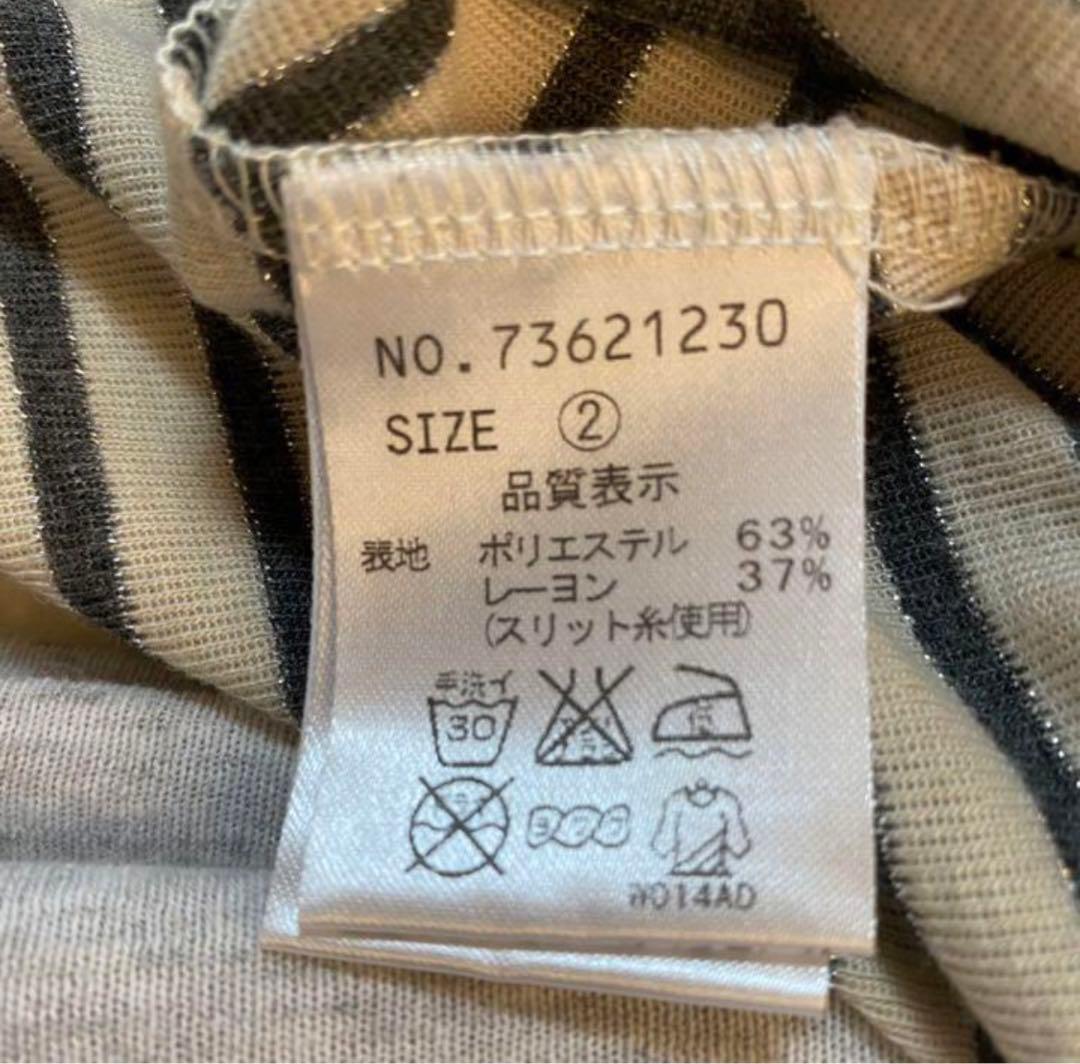 NO.73621230
SIZE ②
品質表示
表地 ポリエステル 63%
レーヨン 37%
(スリット糸使用)
手洗イ
30
低
W014AD